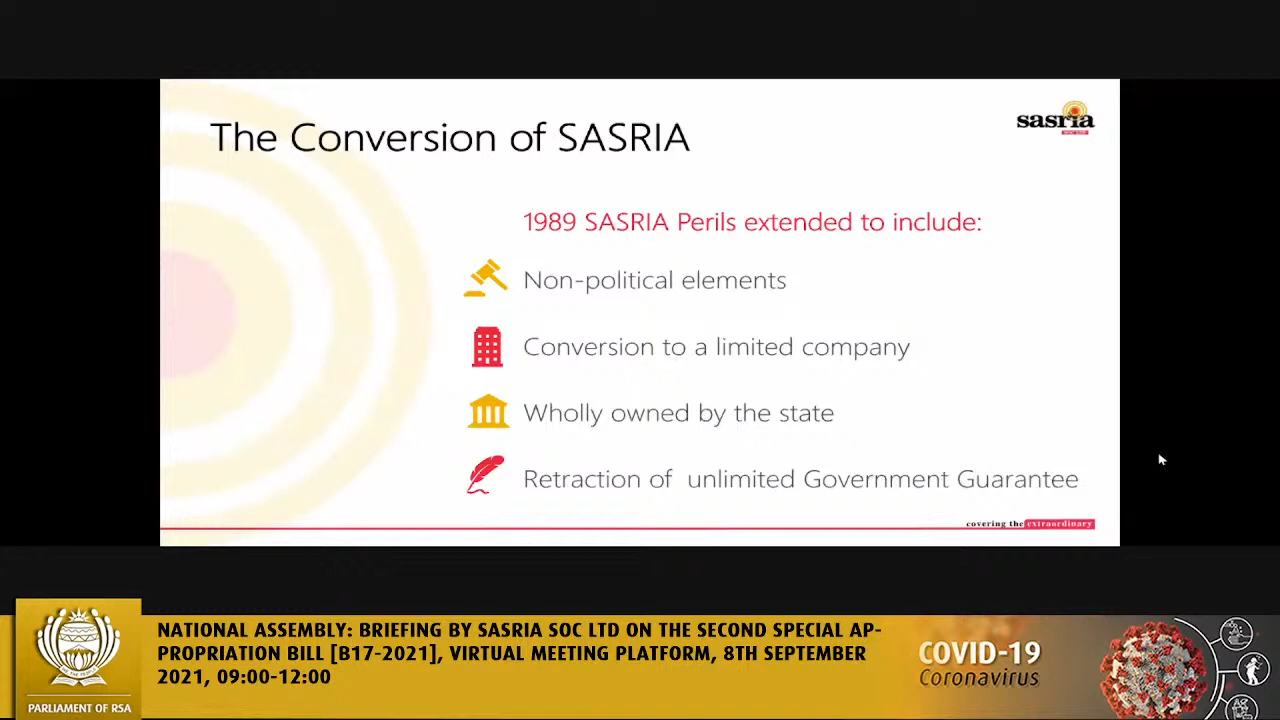 The Conversion of SASRIA
sasria
1989 SASRIA Perils extended to include:
Non-political elements
Conversion to a limited company
Wholly owned by the state
Retraction of unlimited Government Guarantee
covering the extraordinary
PARLIAMENT OF RSA
NATIONAL ASSEMBLY: BRIEFING BY SASRIA SOC LTD ON THE SECOND SPECIAL AP-
PROPRIATION BILL [B17-2021], VIRTUAL MEETING PLATFORM, 8TH SEPTEMBER
2021, 09:00-12:00
COVID-19
Coronavirus